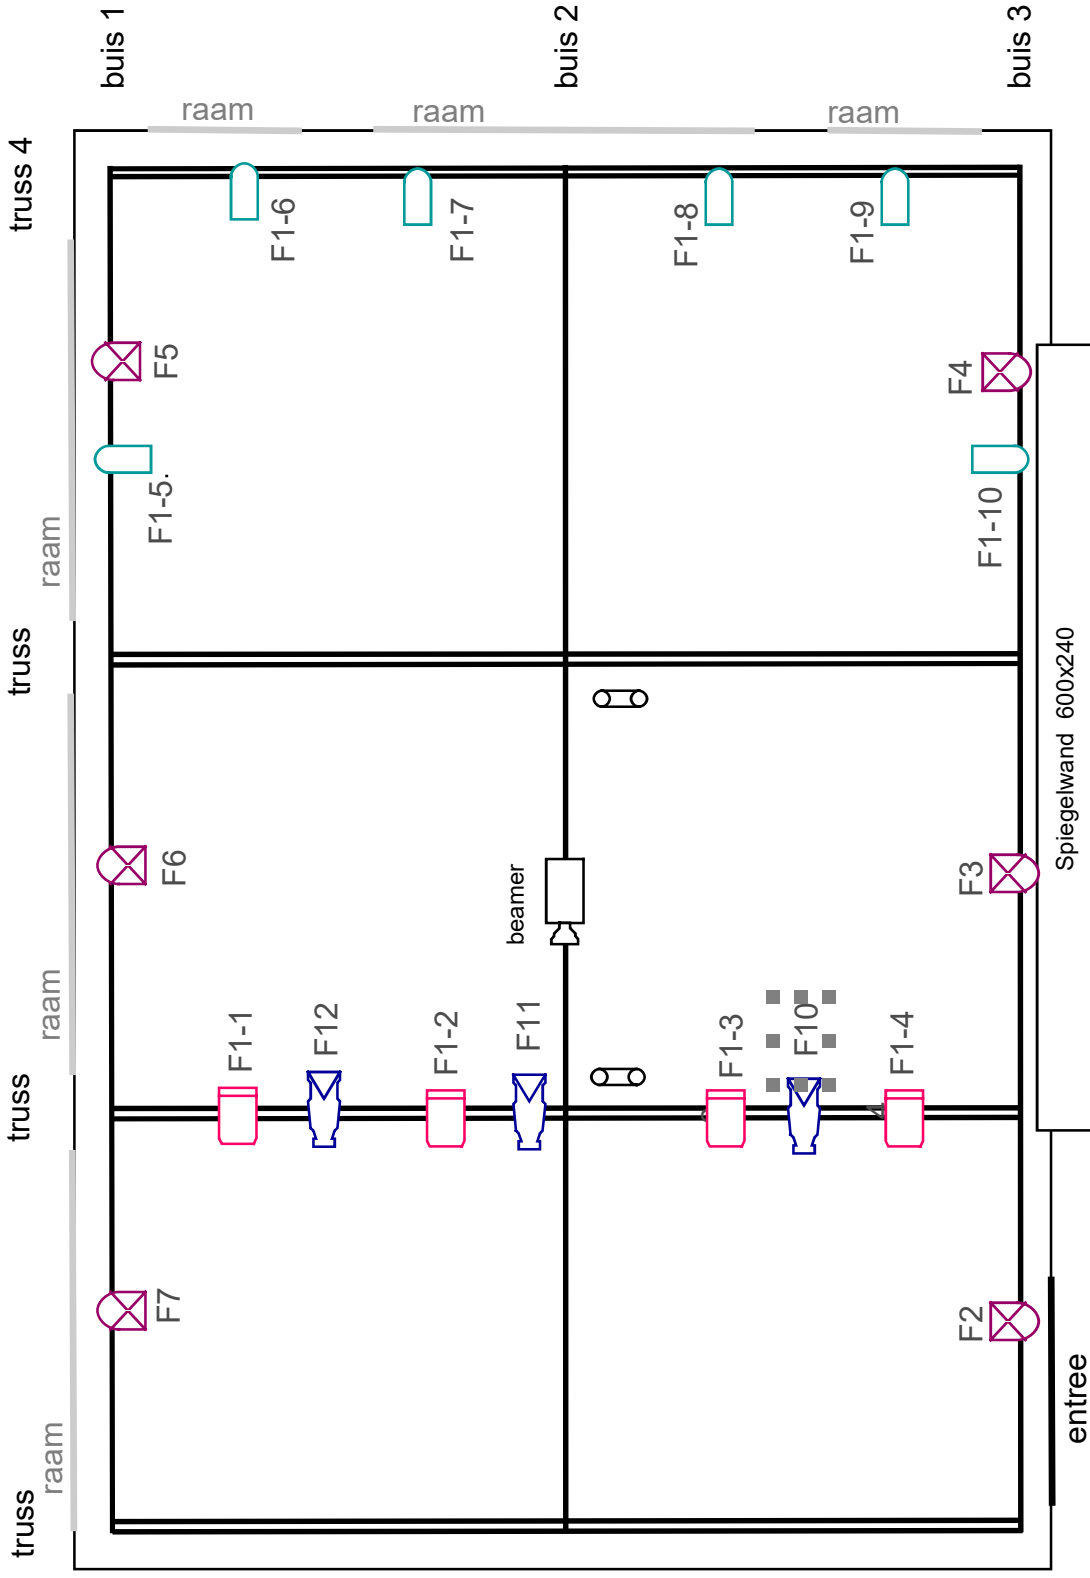 buis 1
buis 2
buis 3
raam
raam
raam
truss 4
F1-6
F1-7
F1-8
F1-9
F5
F4
F1-5.
F1-10
raam
truss
Spiegelwand 600x240
F6
beamer
F3
raam
F1-1
F12
F1-2
F11
F1-3
F10
F1-4
truss
F7
F2
raam
entree
truss